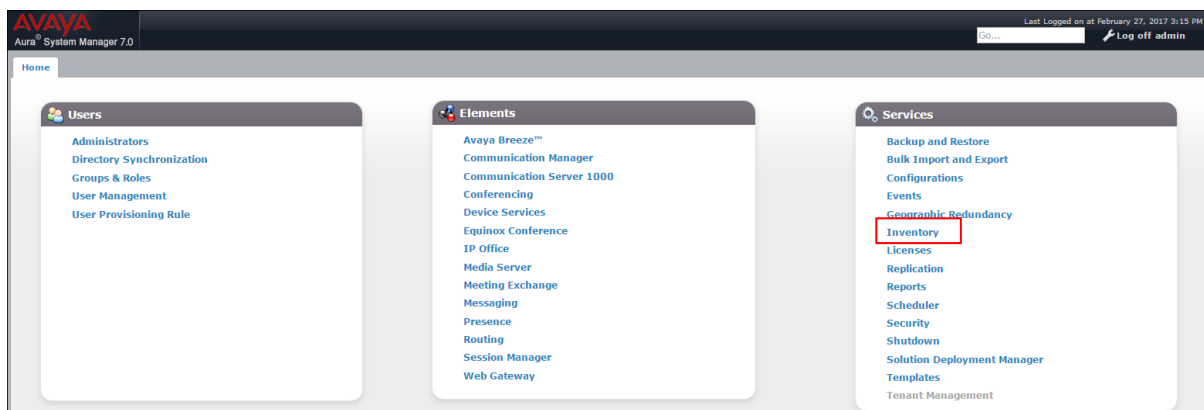 AVAYA
Aura® System Manager 7.0
Last Logged on at February 27, 2017 3:15 PM
Go...
Log off admin
Home
Users
Administrators
Directory Synchronization
Groups & Roles
User Management
User Provisioning Rule
Elements
Avaya Breeze™
Communication Manager
Communication Server 1000
Conferencing
Device Services
Equinox Conference
IP Office
Media Server
Meeting Exchange
Messaging
Presence
Routing
Session Manager
Web Gateway
Services
Backup and Restore
Bulk Import and Export
Configurations
Events
Geographic Redundancy
Inventory
Licenses
Replication
Reports
Scheduler
Security
Shutdown
Solution Deployment Manager
Templates
Tenant Management